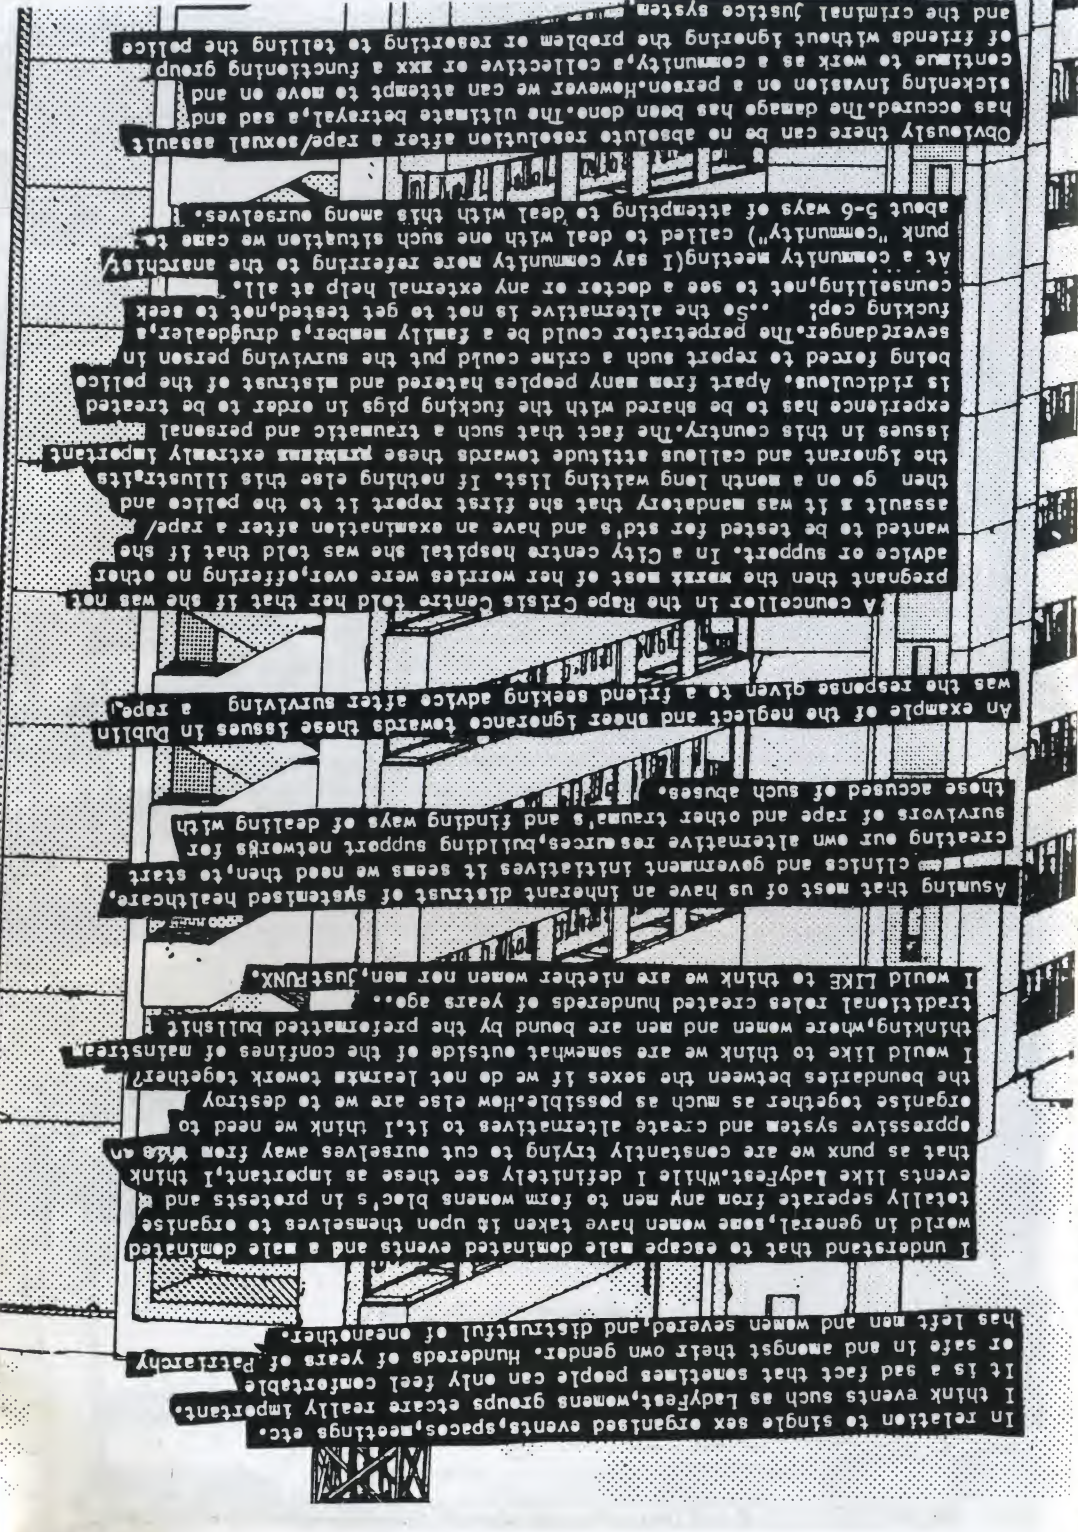 In relation to single sex organised events,spaces,meetings etc.
I think events such as LadyFest,womens groups etcare really important.
It is a sad fact that sometimes people can only feel comfortable
or safe in and amongst their own gender. Hundereds of years of Patriarchy
has left men and women severed,and distrustful of oneanother.
I understand that to escape male dominated events and a male dominated
world in general,some women have taken it upon themselves to organise
totally seperate from any men to form womens bloc's in protests and
events like LadyFest.While I definitely see these as important,I think
that as punx we are constantly trying to cut ourselves away from this an
oppressive system and create alternatives to it.I think we need to
organise together as much as possible.How else are we to destroy
the boundaries between the sexes if we do not learn towork together?
I would like to think we are somewhat outside of the confines of mainstream
thinking,where women and men are bound by the preformatted bullshit
traditional roles created hundereds of years ago..
I would LIKE to think we are niether women nor men,just PUNX.
Asuming that most of us have an inherant distrust of systemised healthcare,
clinics and government initiatives it seems we need then,to start
creating our own alternative resources,building support networks for
survivors of rape and other trauma's and finding ways of dealing with
those accused of such abuses.
An example of the neglect and sheer ignorance towards these issues in Dublin
was the response given to a friend seeking advice after surviving a rape,
A councellor in the Rape Crisis Centre told her that if she was not
pregnant then the most of her worries were over,offering no other
advice or support. In a City centre hospital she was told that if she
wanted to be tested for std's and have an examination after a rape/
assault x it was mandatory that she first report it to the police and
then go on a month long waiting list. If nothing else this illustraits
the ignorant and callous attitude towards these extremly important
issues in this country.The fact that such a traumatic and personal
experience has to be shared with the fucking pigs in order to be treated
is ridiculous. Apart from many peoples hatered and mistrust of the police
being forced to report such a crime could put the surviving person in
severe danger.The perpetrator could be a family member,a drugdealer,a
fucking cop! ..So the alternative is not to get tested,not to seek
counselling,not to see a doctor or any external help at all.
At a community meeting(I say community more referring to the anarchist/
punk "community") called to deal with one such situation we came to
about 5-6 ways of attempting to deal with this among ourselves.
Obviously there can be no absolute resolution after a rape/sexual assault
has occured.The damage has been done.The ultimate betrayal,a sad and
sickening invasion on a person.However we can attempt to move on and
continue to work as a community,a collective or xxx a functioning group
of friends without ignoring the problem or resorting to telling the police
and the criminal justice system.